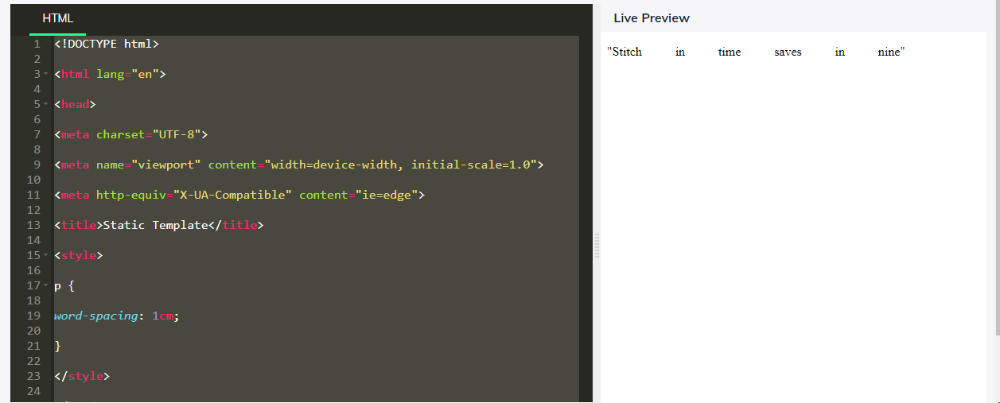 HTML
1 <!DOCTYPE html>
2
3 <html lang="en">
4
5 <head>
6
7 <meta charset="UTF-8">
8
9 <meta name="viewport" content="width=device-width, initial-scale=1.0">
10
11 <meta http-equiv="X-UA-Compatible" content="ie=edge">
12
13 <title>Static Template</title>
14
15 <style>
16
17 p {
18
19 word-spacing: 1cm;
20
21 }
22
23 </style>
24
Live Preview
"Stitch in time saves in nine"